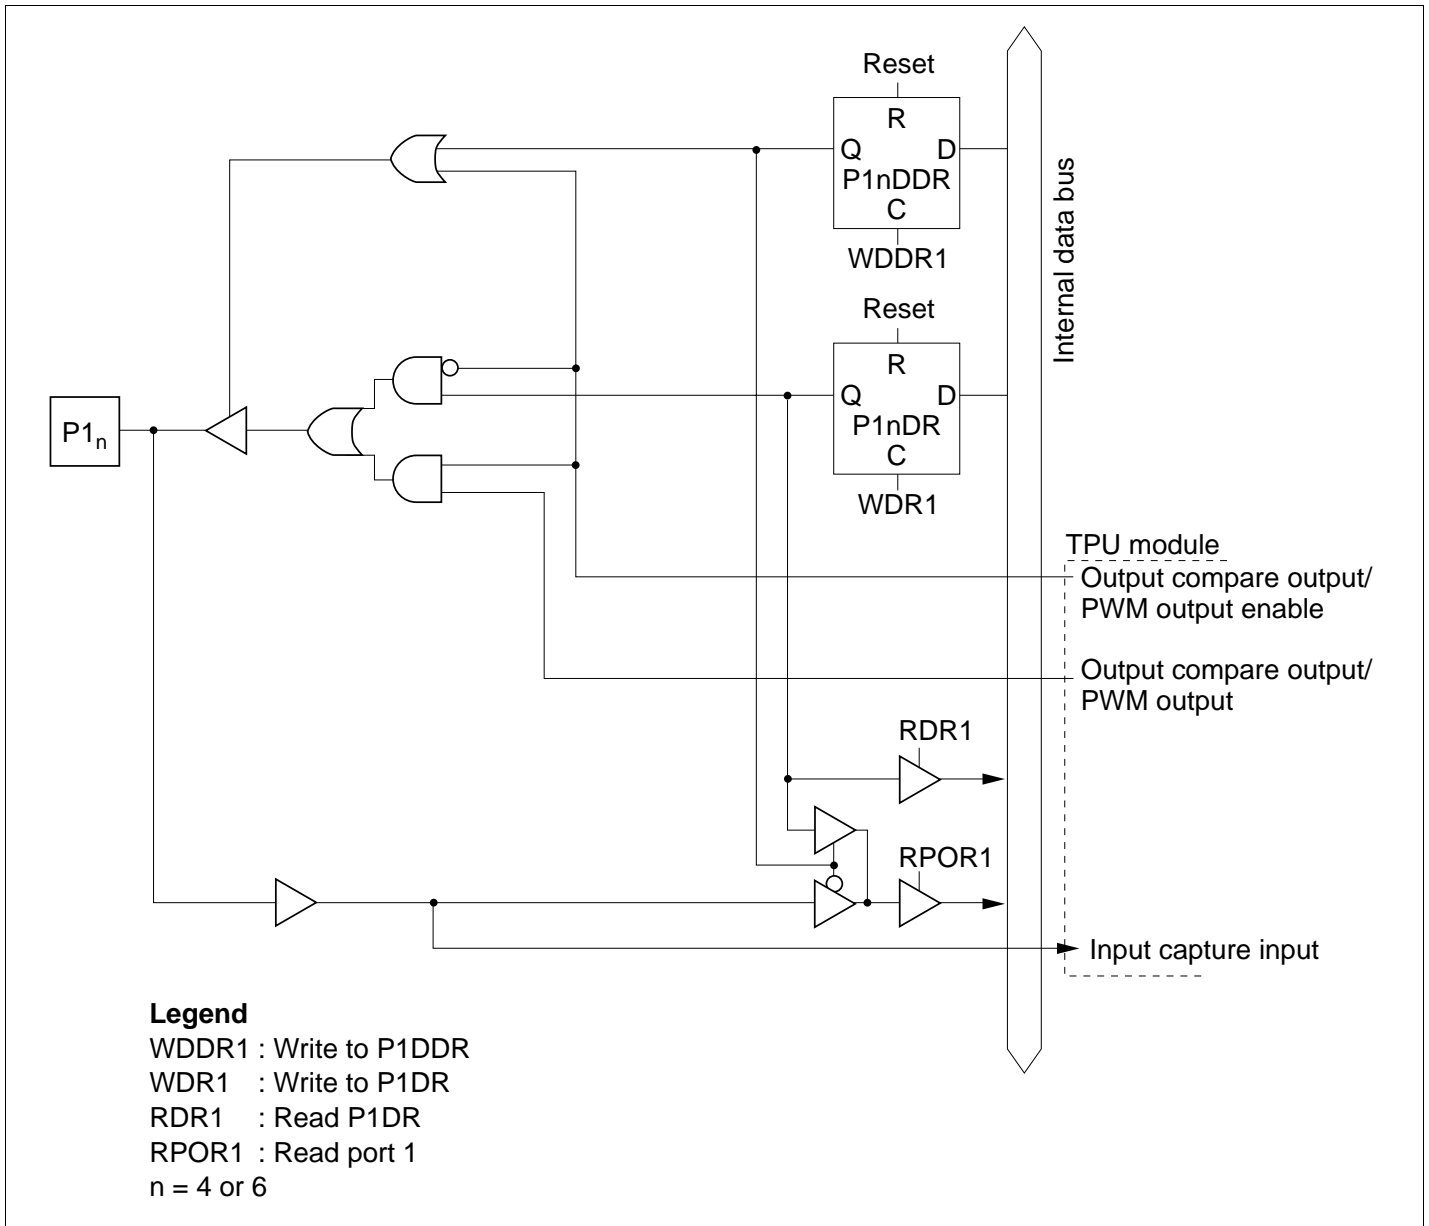 Reset
R
Q D
P1nDDR
C
WDDR1
Internal data bus
Reset
R
Q D
P1nDR
C
WDR1
P1n
TPU module
Output compare output/
PWM output enable
Output compare output/
PWM output
RDR1
RPOR1
Input capture input
Legend
WDDR1 : Write to P1DDR
WDR1 : Write to P1DR
RDR1 : Read P1DR
RPOR1 : Read port 1
n = 4 or 6